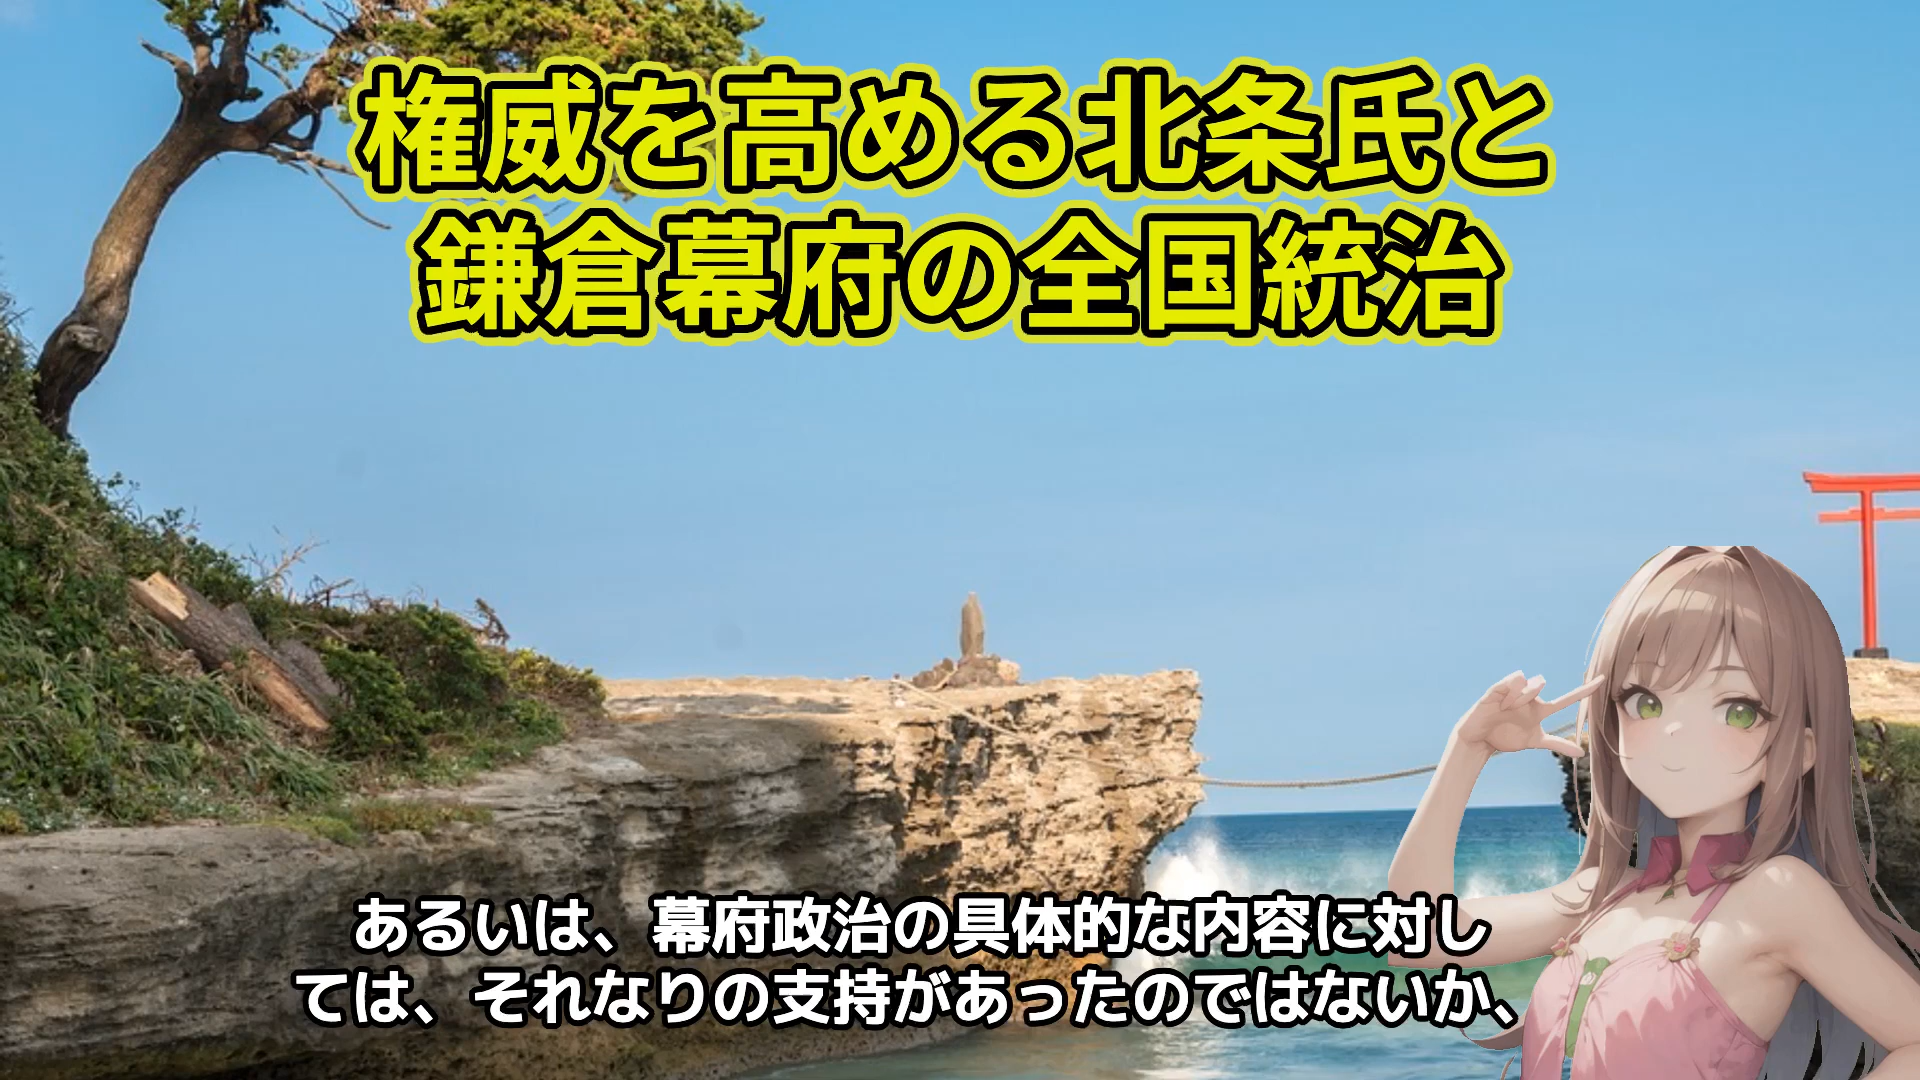 権威を高める北条氏と
鎌倉幕府の全国統治
あるいは、幕府政治の具体的な内容に対し
ては、それなりの支持があったのではないか、